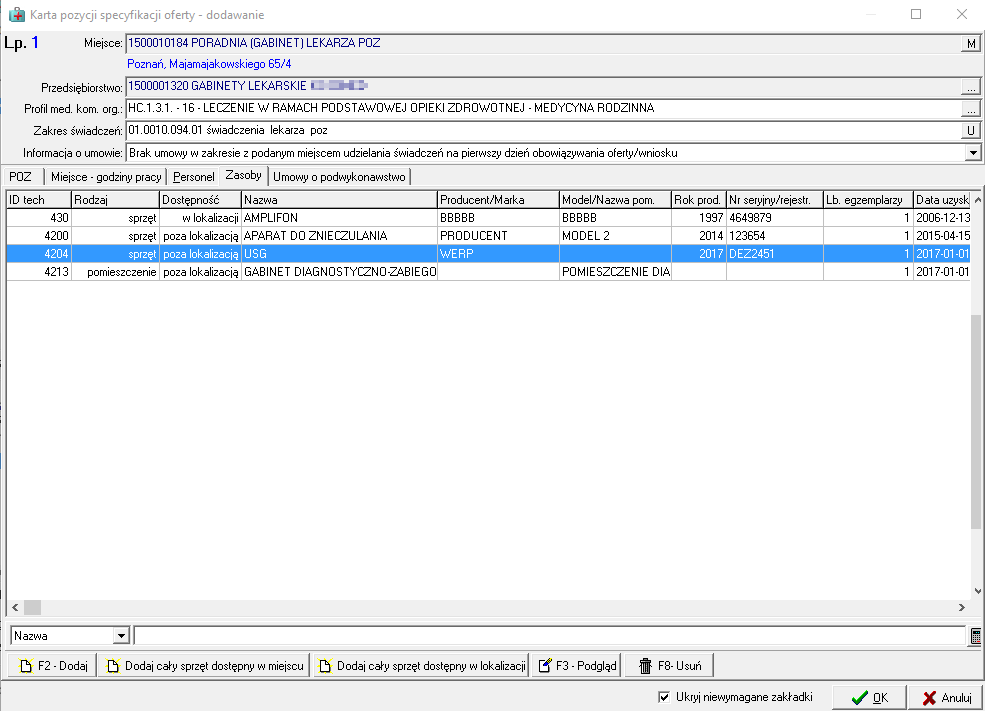 Karta pozycji specyfikacji oferty - dodawanie
Lp. 1
Miejsce: 1500010184 PORADNIA (GABINET) LEKARZA POZ M
Poznań, Majamajakowskiego 65/4
Przedsiębiorstwo: 1500001320 GABINETY LEKARSKIE ...
Profil med. kom. org.: HC.1.3.1. - 16 - LECZENIE W RAMACH PODSTAWOWEJ OPIEKI ZDROWOTNEJ - MEDYCYNA RODZINNA ...
Zakres świadczeń: 01.0010.094.01 świadczenia lekarza poz U
Informacja o umowie: Brak umowy w zakresie z podanym miejscem udzielania świadczeń na pierwszy dzień obowiązywania oferty/wniosku
POZ Miejsce - godziny pracy Personel Zasoby Umowy o podwykonawstwo
ID tech Rodzaj Dostępność Nazwa Producent/Marka Model/Nazwa pom. Rok prod. Nr seryjny/rejestr. Lb. egzemplarzy Data uzysk
430 sprzęt w lokalizacji AMPLIFON BBBBB BBBBB 1997 4649879 1 2006-12-13
4200 sprzęt poza lokalizacją APARAT DO ZNIECZULANIA PRODUCENT MODEL 2 2014 123654 1 2015-04-15
4204 sprzęt poza lokalizacją USG WERP 2017 DEZ2451 1 2017-01-01
4213 pomieszczenie poza lokalizacją GABINET DIAGNOSTYCZNO-ZABIEGO POMIESZCZENIE DIA 1 2017-01-01
Nazwa
F2 - Dodaj Dodaj cały sprzęt dostępny w miejscu Dodaj cały sprzęt dostępny w lokalizacji F3 - Podgląd F8- Usuń
Ukryj niewymagane zakładki OK Anuluj